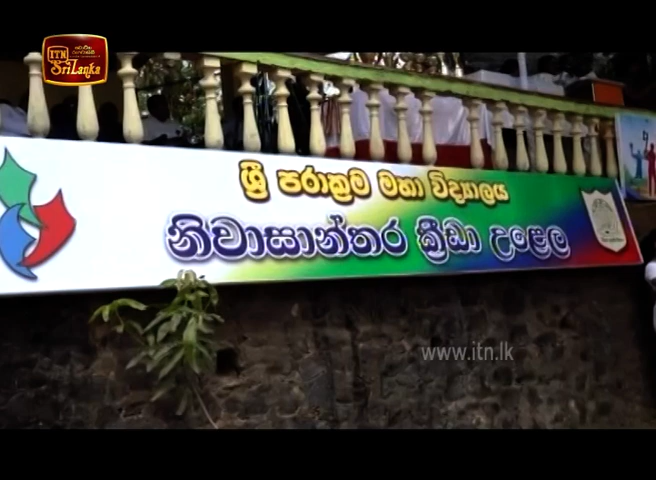 ITN
Sri Lanka
ශ්‍රී පරාක්‍රම මහා විද්‍යාලය
නිවාසාන්තර ක්‍රීඩා උළෙල
www.itn.lk